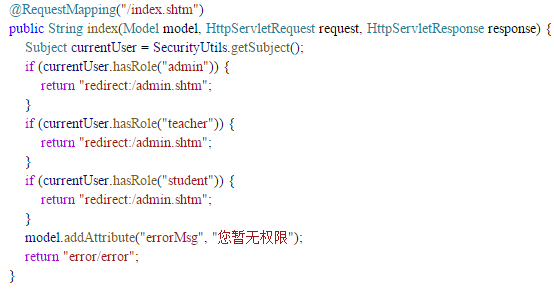 @RequestMapping("/index.shtm")
public String index(Model model, HttpServletRequest request, HttpServletResponse response) {
    Subject currentUser = SecurityUtils.getSubject();
    if (currentUser.hasRole("admin")) {
        return "redirect:/admin.shtm";
    }
    if (currentUser.hasRole("teacher")) {
        return "redirect:/admin.shtm";
    }
    if (currentUser.hasRole("student")) {
        return "redirect:/admin.shtm";
    }
    model.addAttribute("errorMsg", "您暂无权限");
    return "error/error";
}